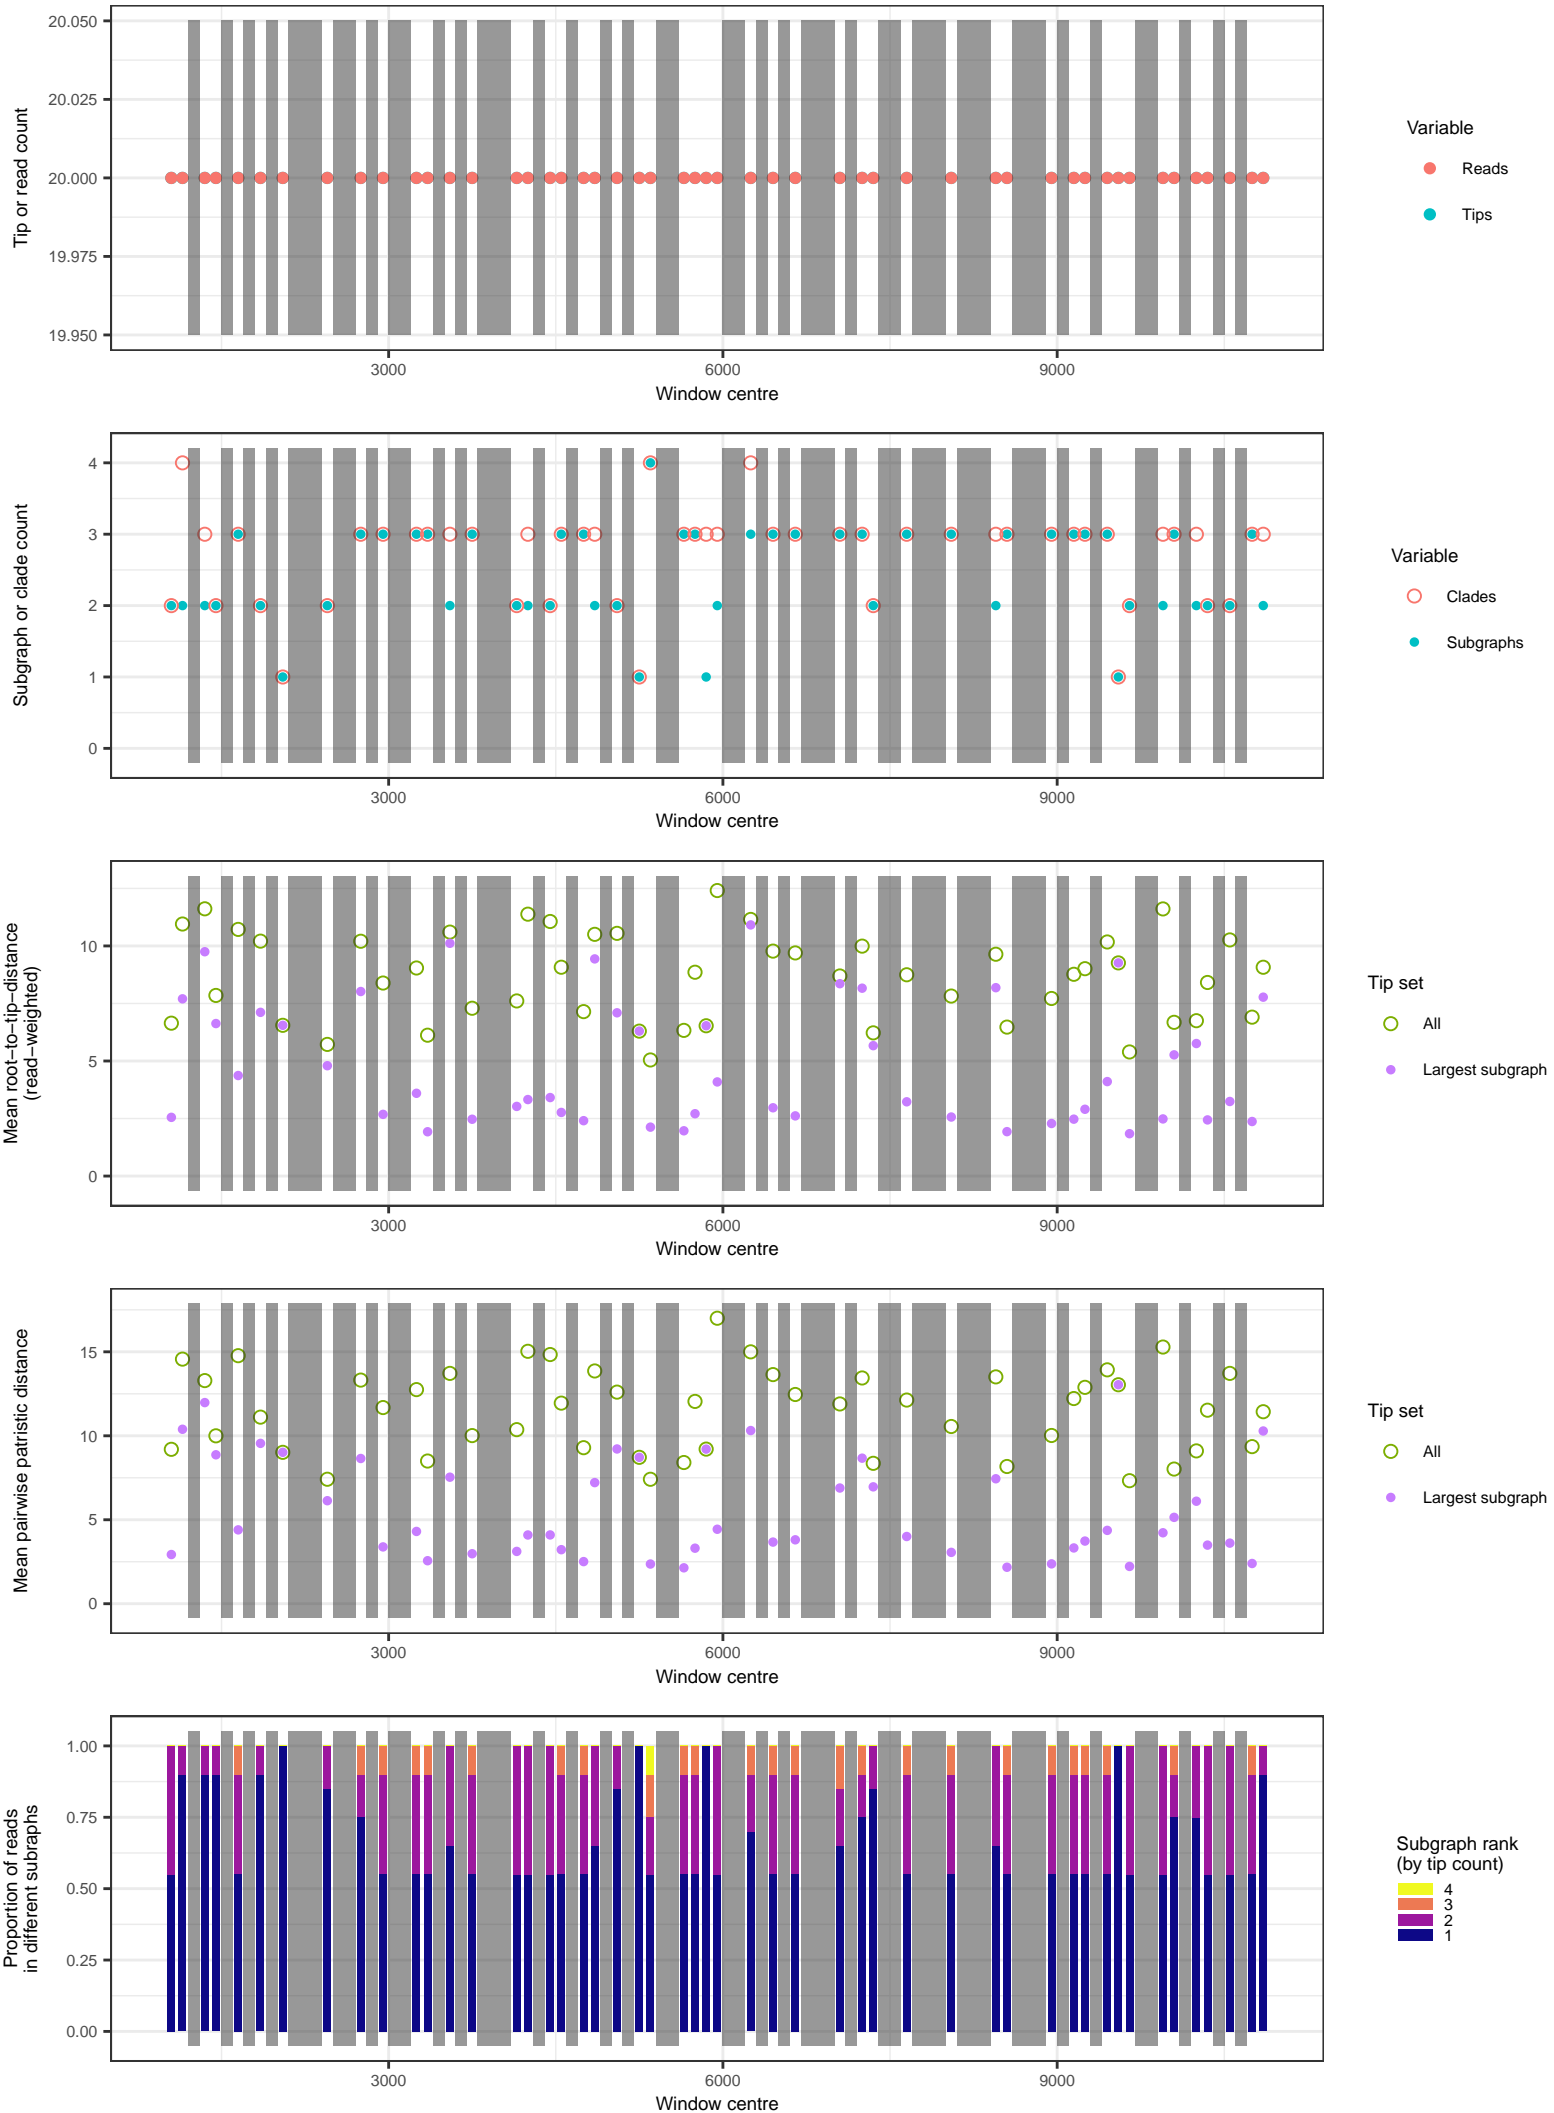 20.050
20.025
20.000
19.975
19.950
Tip or read count
3000
6000
9000
Window centre
Variable
Reads
Tips
4
3
2
1
0
Subgraph or clade count
3000
6000
9000
Window centre
Variable
Clades
Subgraphs
10
5
0
Mean root−to−tip−distance
(read−weighted)
3000
6000
9000
Window centre
Tip set
All
Largest subgraph
15
10
5
0
Mean pairwise patristic distance
3000
6000
9000
Window centre
Tip set
All
Largest subgraph
1.00
0.75
0.50
0.25
0.00
Proportion of reads
in different subraphs
3000
6000
9000
Window centre
Subgraph rank
(by tip count)
4
3
2
1